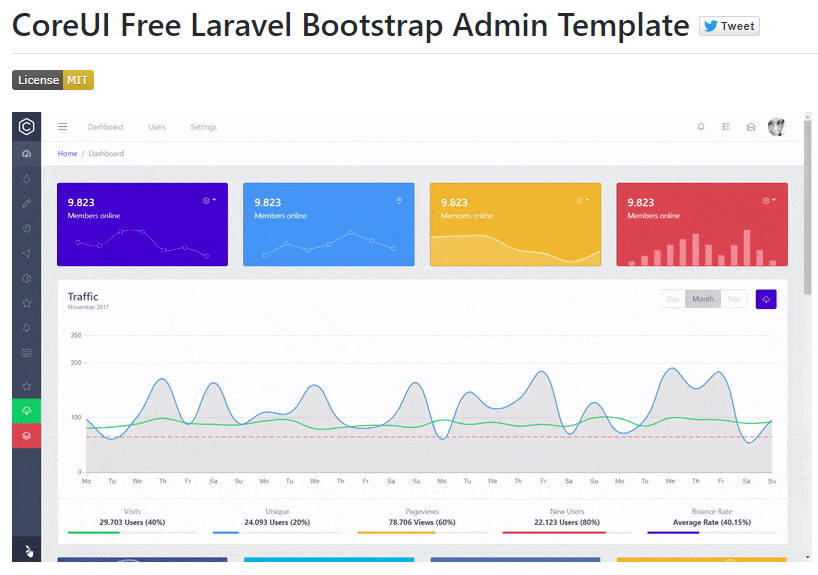 CoreUI Free Laravel Bootstrap Admin Template
Tweet
License MIT
Dashboard Users Settings
Home / Dashboard
9.823
Members online
9.823
Members online
9.823
Members online
9.823
Members online
Traffic
November 2017
Day Month Year
250
200
100
0
Mo Tu We Th Fr Sa Su Mo Tu We Th Fr Sa Su Mo Tu We Th Fr Sa Su Mo Tu We Th Fr Sa Su
Visits
29.703 Users (40%)
Unique
24.093 Users (20%)
Pageviews
78.706 Views (60%)
New Users
22.123 Users (80%)
Bounce Rate
Average Rate (40.15%)